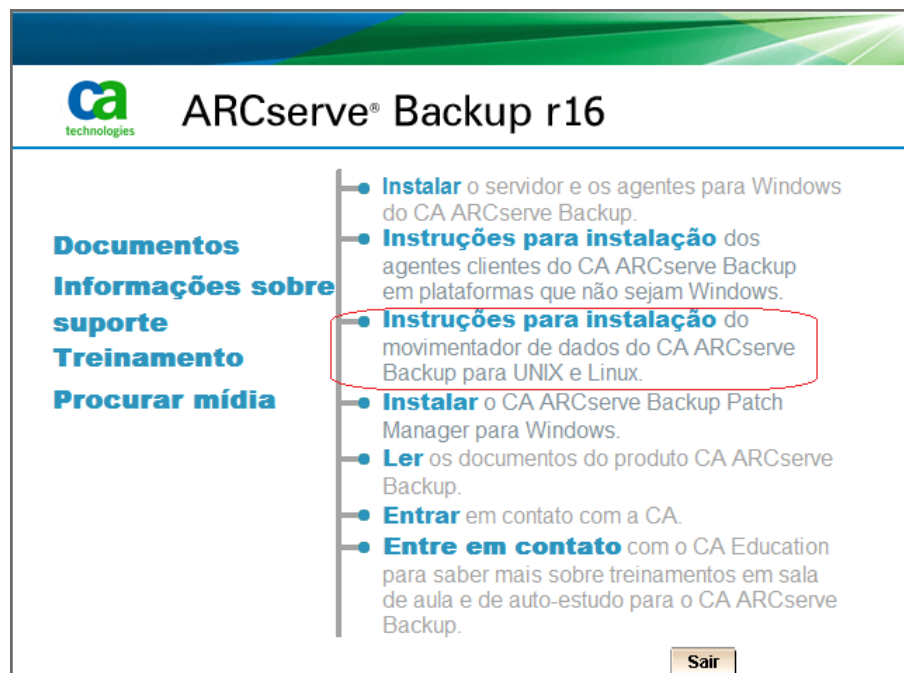 ca
technologies
ARCserve® Backup r16
Documentos
Informações sobre
suporte
Treinamento
Procurar mídia
Instalar o servidor e os agentes para Windows
do CA ARCserve Backup.
Instruções para instalação dos
agentes clientes do CA ARCserve Backup
em plataformas que não sejam Windows.
Instruções para instalação do
movimentador de dados do CA ARCserve
Backup para UNIX e Linux.
Instalar o CA ARCserve Backup Patch
Manager para Windows.
Ler os documentos do produto CA ARCserve
Backup.
Entrar em contato com a CA.
Entre em contato com o CA Education
para saber mais sobre treinamentos em sala
de aula e de auto-estudo para o CA ARCserve
Backup.
Sair